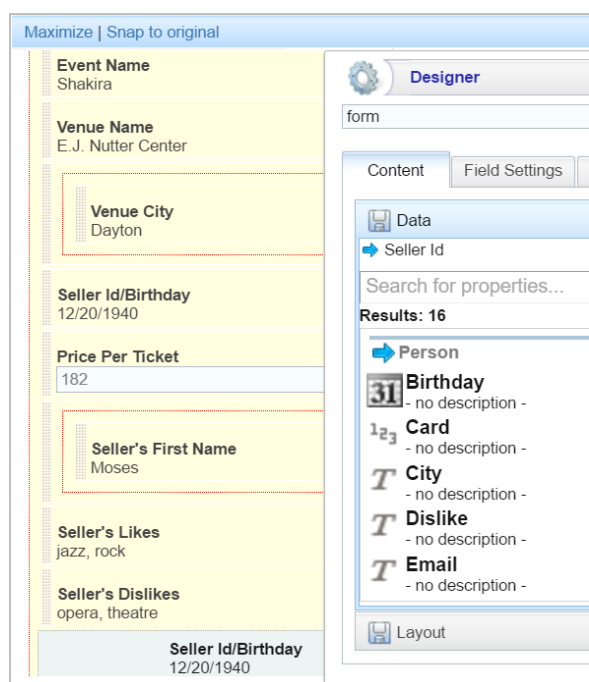 Maximize | Snap to original
Event Name
Shakira
Venue Name
E.J. Nutter Center
Venue City
Dayton
Seller Id/Birthday
12/20/1940
Price Per Ticket
182
Seller's First Name
Moses
Seller's Likes
jazz, rock
Seller's Dislikes
opera, theatre
Seller Id/Birthday
12/20/1940
Designer
form
Content
Field Settings
Data
Seller Id
Search for properties...
Results: 16
Person
31
Birthday
- no description -
123
Card
- no description -
T
City
- no description -
T
Dislike
- no description -
T
Email
- no description -
Layout